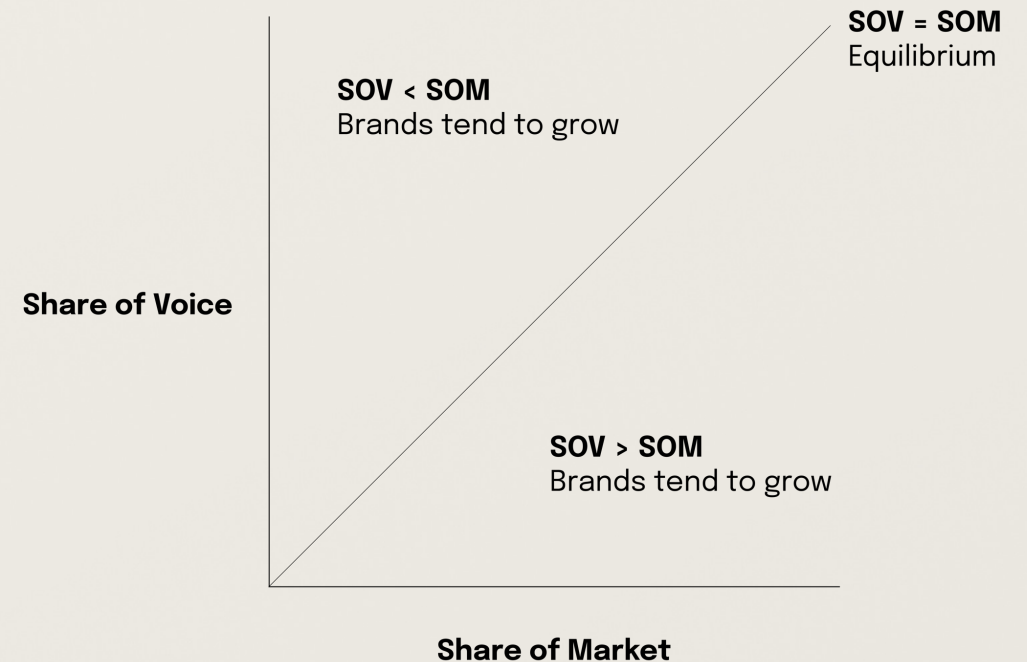 SOV = SOM
Equilibrium
SOV < SOM
Brands tend to grow
Share of Voice
SOV > SOM
Brands tend to grow
Share of Market